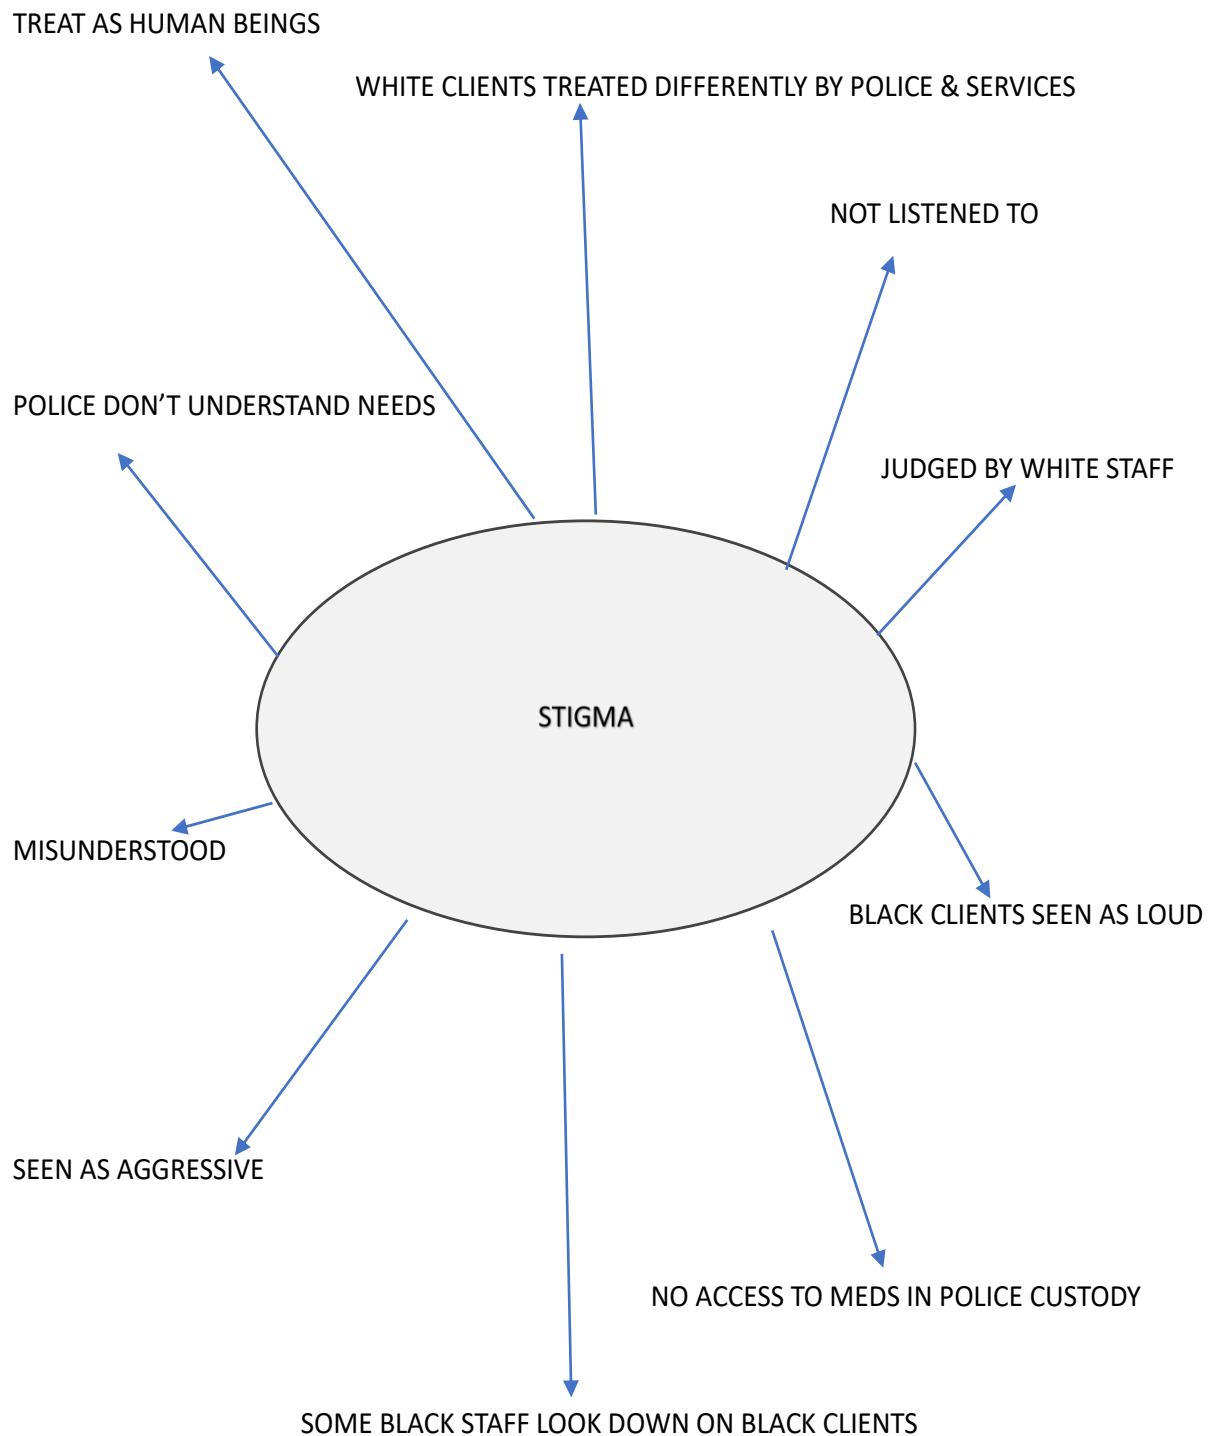 TREAT AS HUMAN BEINGS
WHITE CLIENTS TREATED DIFFERENTLY BY POLICE & SERVICES
NOT LISTENED TO
POLICE DON’T UNDERSTAND NEEDS
JUDGED BY WHITE STAFF
STIGMA
MISUNDERSTOOD
BLACK CLIENTS SEEN AS LOUD
SEEN AS AGGRESSIVE
NO ACCESS TO MEDS IN POLICE CUSTODY
SOME BLACK STAFF LOOK DOWN ON BLACK CLIENTS